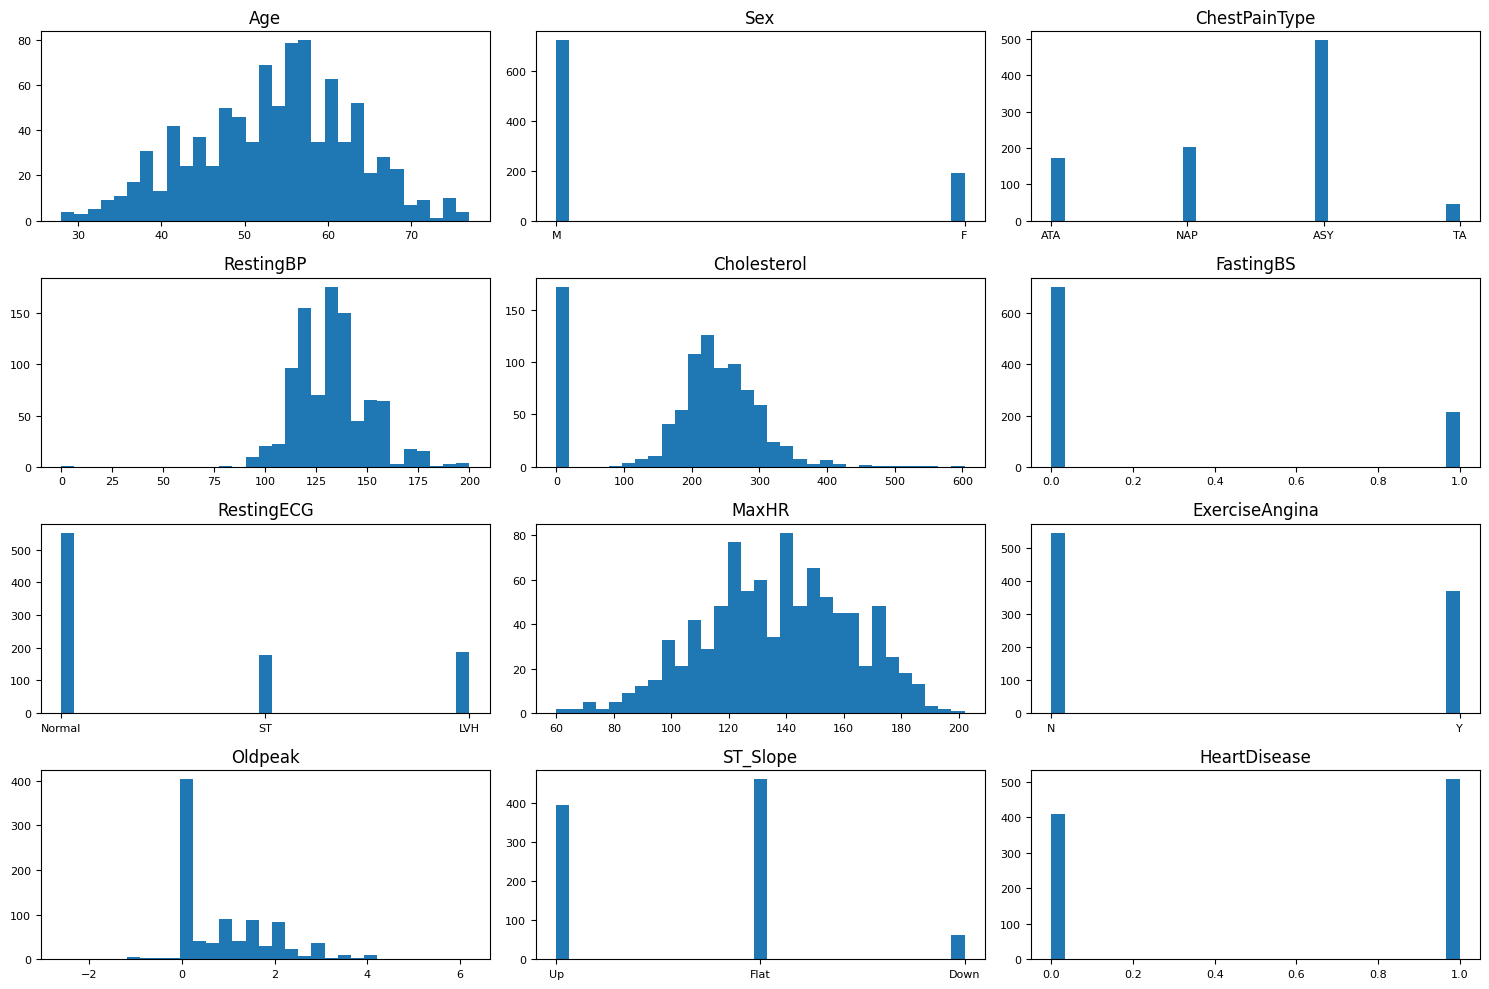 Age
80
60
40
20
0
30 40 50 60 70
Sex
600
400
200
0
M F
ChestPainType
500
400
300
200
100
0
ATA NAP ASY TA
RestingBP
150
100
50
0
0 25 50 75 100 125 150 175 200
Cholesterol
150
100
50
0
0 100 200 300 400 500 600
FastingBS
600
400
200
0
0.0 0.2 0.4 0.6 0.8 1.0
RestingECG
500
400
300
200
100
0
Normal ST LVH
MaxHR
80
60
40
20
0
60 80 100 120 140 160 180 200
ExerciseAngina
500
400
300
200
100
0
N Y
Oldpeak
400
300
200
100
0
−2 0 2 4 6
ST_Slope
400
300
200
100
0
Up Flat Down
HeartDisease
500
400
300
200
100
0
0.0 0.2 0.4 0.6 0.8 1.0